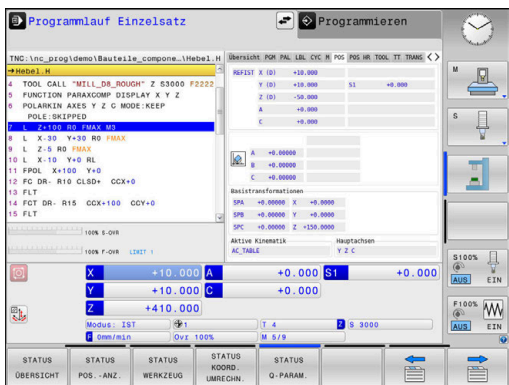 Programmlauf Einzelsatz
Programmieren
TNC:\nc_prog\demo\Bauteile_compone…\Hebel.H
→Hebel.H
4 TOOL CALL "MILL_D8_ROUGH" Z S3000 F2222
5 FUNCTION PARAXCOMP DISPLAY X Y Z
6 POLARKIN AXES Y Z C MODE:KEEP
POLE:SKIPPED
7 L Z+100 R0 FMAX M3
8 L X-30 Y+30 R0 FMAX
9 L Z-5 R0 FMAX
10 L X-10 Y+0 RL
11 FPOL X+100 Y+0
12 FC DR- R10 CLSD+ CCX+0
13 FLT
14 FCT DR- R15 CCX+100 CCY+0
15 FLT
100% S-OVR
100% F-OVR LIMIT 1
Übersicht PGM PAL LBL CYC M POS POS HR TOOL TT TRANS
REFIST X (D) +10.000
Y (D) +10.000 S1 +0.000
Z (D) -50.000
A +0.000
C +0.000
A +0.00000
B +0.00000
C +0.00000
Basistransformationen
SPA +0.00000 X +0.0000
SPB +0.00000 Y +0.0000
SPC +0.00000 Z +150.0000
Aktive Kinematik Hauptachsen
AC_TABLE Y Z C
X +10.000 A +0.000 S1 +0.000
Y +10.000 C +0.000
Z +410.000
Modus: IST 1 T 4 Z S 3000
F 0mm/min Ovr 100% M 5/9
M
S
S100%
AUS EIN
F100%
AUS EIN
STATUS
ÜBERSICHT
STATUS
POS.-ANZ.
STATUS
WERKZEUG
STATUS
KOORD.
UMRECHN.
STATUS
Q-PARAM.